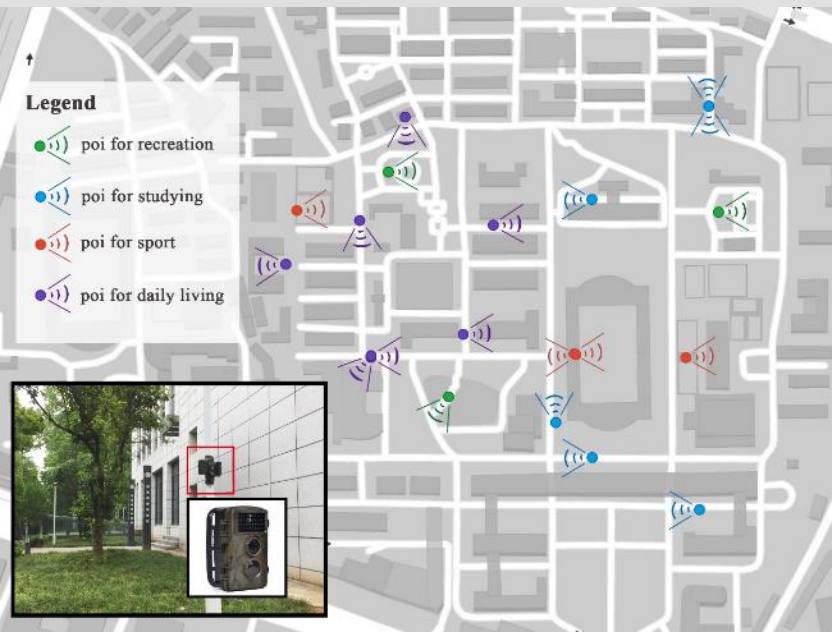 Legend
poi for recreation
poi for studying
poi for sport
poi for daily living